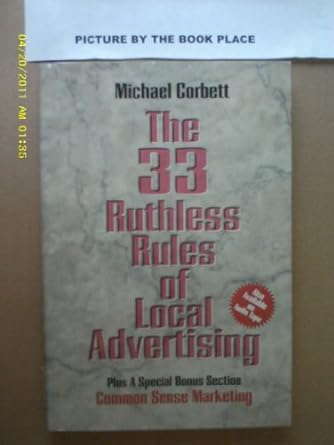 PICTURE BY THE BOOK PLACE
04/20/2011 AM 01:35
Michael Corbett
The
33
Ruthless
Rules
of
Local
Advertising
Plus A Special Bonus Section
Common Sense Marketing